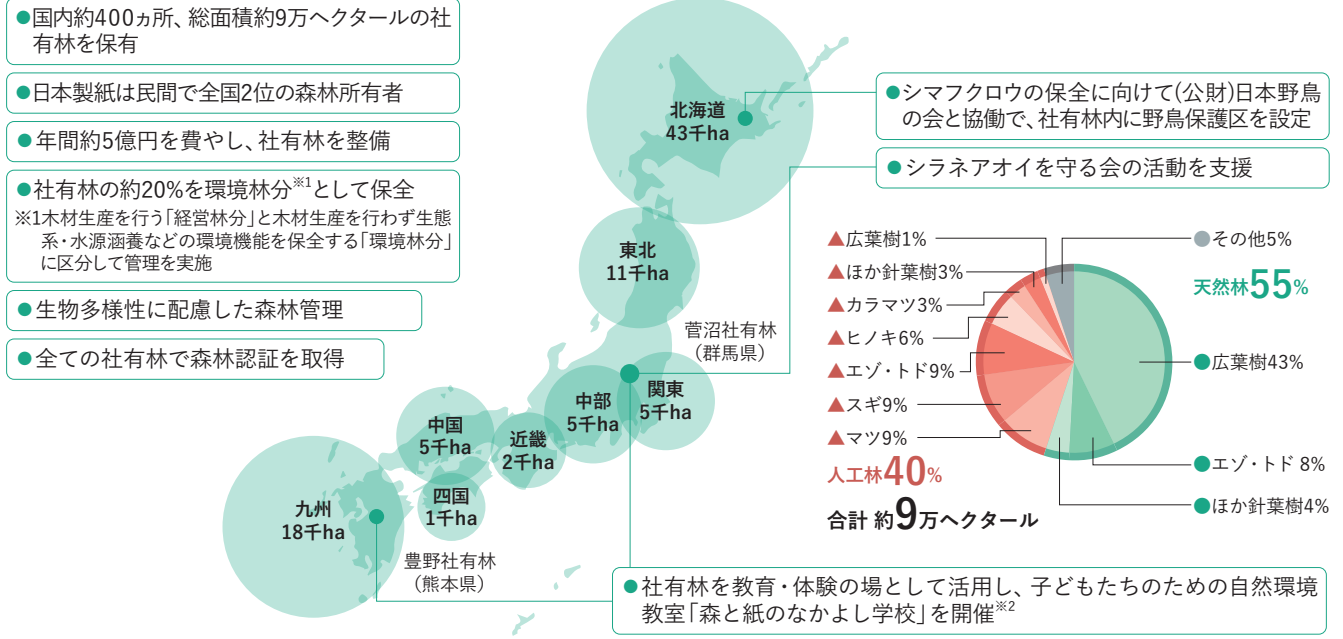 ●国内約400ヵ所、総面積約9万ヘクタールの社
有林を保有
●日本製紙は民間で全国2位の森林所有者
●年間約5億円を費やし、社有林を整備
●社有林の約20%を環境林分※1として保全
※1木材生産を行う「経営林分」と木材生産を行わず生態
系・水源涵養などの環境機能を保全する「環境林分」
に区分して管理を実施
●生物多様性に配慮した森林管理
●全ての社有林で森林認証を取得
北海道
43千ha
東北
11千ha
菅沼社有林
（群馬県）
関東
5千ha
中部
5千ha
近畿
2千ha
中国
5千ha
四国
1千ha
九州
18千ha
豊野社有林
（熊本県）
●シマフクロウの保全に向けて(公財)日本野鳥
の会と協働で、社有林内に野鳥保護区を設定
●シラネアオイを守る会の活動を支援
▲広葉樹1%
▲ほか針葉樹3%
▲カラマツ3%
▲ヒノキ6%
▲エゾ・トド9%
▲スギ9%
▲マツ9%
人工林40%
合計 約9万ヘクタール
●その他5%
天然林55%
●広葉樹43%
●エゾ・トド 8%
●ほか針葉樹4%
●社有林を教育・体験の場として活用し、子どもたちのための自然環境
教室「森と紙のなかよし学校」を開催※2